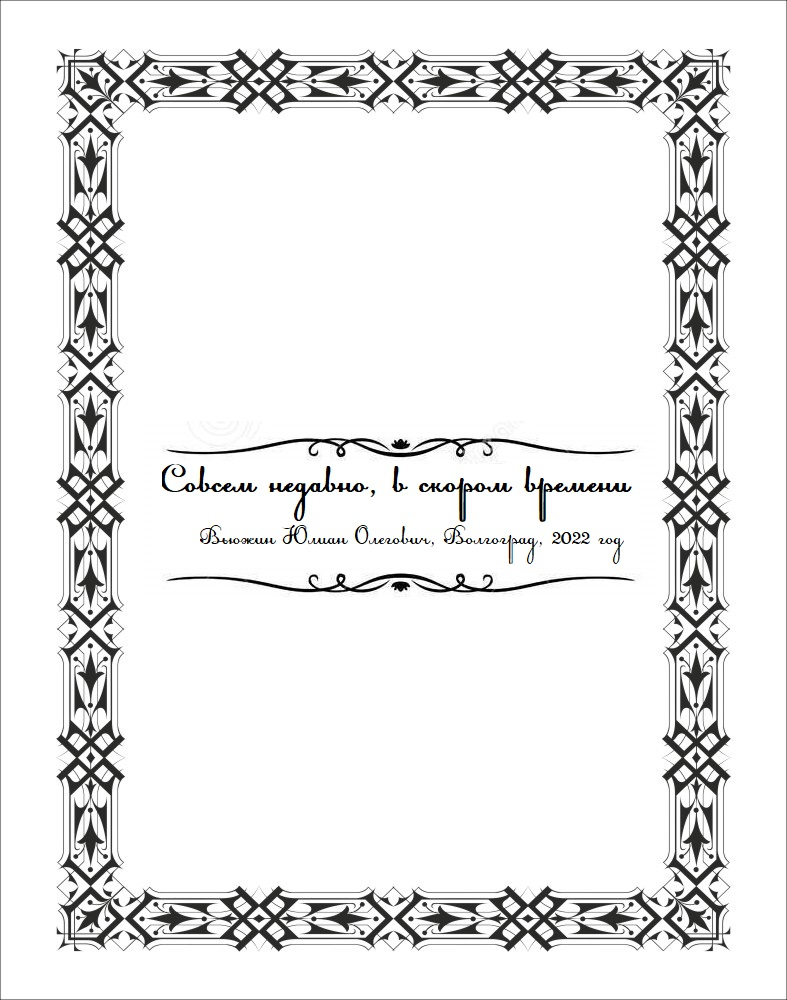 Совсем недавно, в скором времени
Вьюжин Юлиан Олегович, Волгоград, 2022 год